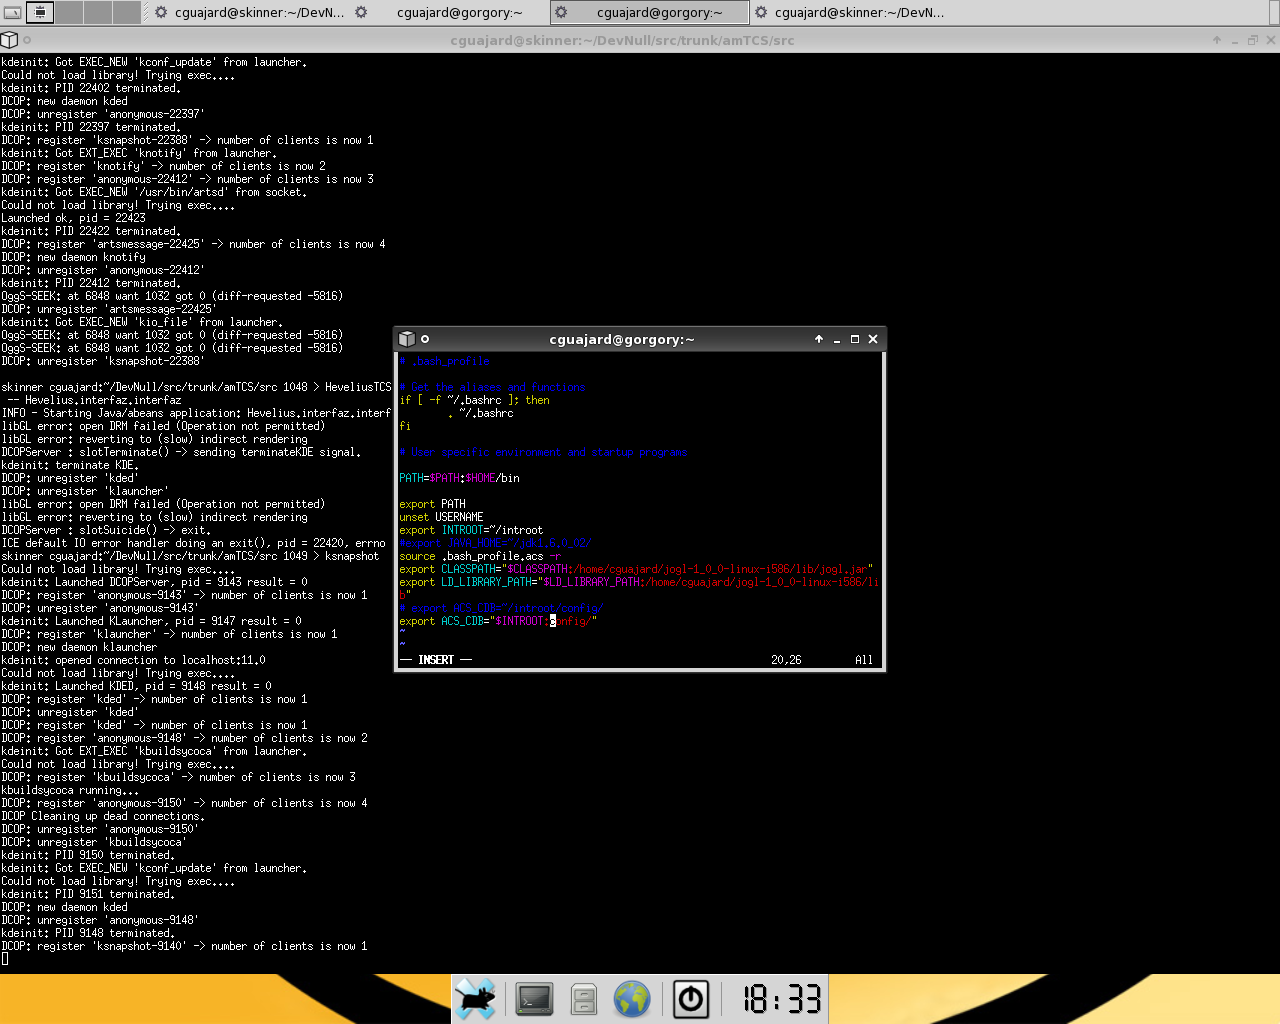 cguajard@skinner:~/DevN...
cguajard@gorgory:~
cguajard@gorgory:~
cguajard@skinner:~/DevN...
cguajard@skinner:~/DevNull/src/trunk/amTCS/src
kdeinit: Got EXEC_NEW 'kconf_update' from launcher.
Could not load library! Trying exec....
kdeinit: PID 22402 terminated.
DCOP: new daemon kded
DCOP: unregister 'anonymous-22397'
kdeinit: PID 22397 terminated.
DCOP: register 'ksnapshot-22388' -> number of clients is now 1
kdeinit: Got EXT_EXEC 'knotify' from launcher.
DCOP: register 'knotify' -> number of clients is now 2
DCOP: register 'anonymous-22412' -> number of clients is now 3
kdeinit: Got EXEC_NEW '/usr/bin/artsd' from socket.
Could not load library! Trying exec....
Launched ok, pid = 22423
kdeinit: PID 22422 terminated.
DCOP: register 'artsmessage-22425' -> number of clients is now 4
DCOP: new daemon knotify
DCOP: unregister 'anonymous-22412'
kdeinit: PID 22412 terminated.
OggS-SEEK: at 6848 want 1032 got 0 (diff-requested -5816)
DCOP: unregister 'artsmessage-22425'
kdeinit: Got EXEC_NEW 'kio_file' from launcher.
OggS-SEEK: at 6848 want 1032 got 0 (diff-requested -5816)
OggS-SEEK: at 6848 want 1032 got 0 (diff-requested -5816)
DCOP: unregister 'ksnapshot-22388'
skinner cguajard:~/DevNull/src/trunk/amTCS/src 1048 > HeveliusTCS
-- Hevelius.interfaz.interfaz
INFO - Starting Java/abeans application: Hevelius.interfaz.interf
libGL error: open DRM failed (Operation not permitted)
libGL error: reverting to (slow) indirect rendering
DCOPServer : slotTerminate() -> sending terminateKDE signal.
kdeinit: terminate KDE.
DCOP: unregister 'kded'
DCOP: unregister 'klauncher'
libGL error: open DRM failed (Operation not permitted)
libGL error: reverting to (slow) indirect rendering
DCOPServer : slotSuicide() -> exit.
ICE default IO error handler doing an exit(), pid = 22420, errno
skinner cguajard:~/DevNull/src/trunk/amTCS/src 1049 > ksnapshot
Could not load library! Trying exec....
kdeinit: Launched DCOPServer, pid = 9143 result = 0
DCOP: register 'anonymous-9143' -> number of clients is now 1
DCOP: unregister 'anonymous-9143'
kdeinit: Launched KLauncher, pid = 9147 result = 0
DCOP: register 'klauncher' -> number of clients is now 1
DCOP: new daemon klauncher
kdeinit: opened connection to localhost:11.0
Could not load library! Trying exec....
kdeinit: Launched KDED, pid = 9148 result = 0
DCOP: register 'kded' -> number of clients is now 1
DCOP: unregister 'kded'
DCOP: register 'kded' -> number of clients is now 1
DCOP: register 'anonymous-9148' -> number of clients is now 2
kdeinit: Got EXT_EXEC 'kbuildsycoca' from launcher.
Could not load library! Trying exec....
DCOP: register 'kbuildsycoca' -> number of clients is now 3
kbuildsycoca running...
DCOP: register 'anonymous-9150' -> number of clients is now 4
DCOP Cleaning up dead connections.
DCOP: unregister 'anonymous-9150'
DCOP: unregister 'kbuildsycoca'
kdeinit: PID 9150 terminated.
kdeinit: Got EXEC_NEW 'kconf_update' from launcher.
Could not load library! Trying exec....
kdeinit: PID 9151 terminated.
DCOP: new daemon kded
DCOP: unregister 'anonymous-9148'
kdeinit: PID 9148 terminated.
DCOP: register 'ksnapshot-9140' -> number of clients is now 1
cguajard@gorgory:~
# .bash_profile
# Get the aliases and functions
if [ -f ~/.bashrc ]; then
. ~/.bashrc
fi
# User specific environment and startup programs
PATH=$PATH:$HOME/bin
export PATH
unset USERNAME
export INTROOT=~/introot
#export JAVA_HOME=~/jdk1.6.0_02/
source .bash_profile.acs -r
export CLASSPATH="$CLASSPATH:/home/cguajard/jogl-1_0_0-linux-i586/lib/jogl.jar"
export LD_LIBRARY_PATH="$LD_LIBRARY_PATH:/home/cguajard/jogl-1_0_0-linux-i586/li
b"
# export ACS_CDB=~/introot/config/
export ACS_CDB="$INTROOT:config/"
~
~
-- INSERT -- 20,26 All
18:33